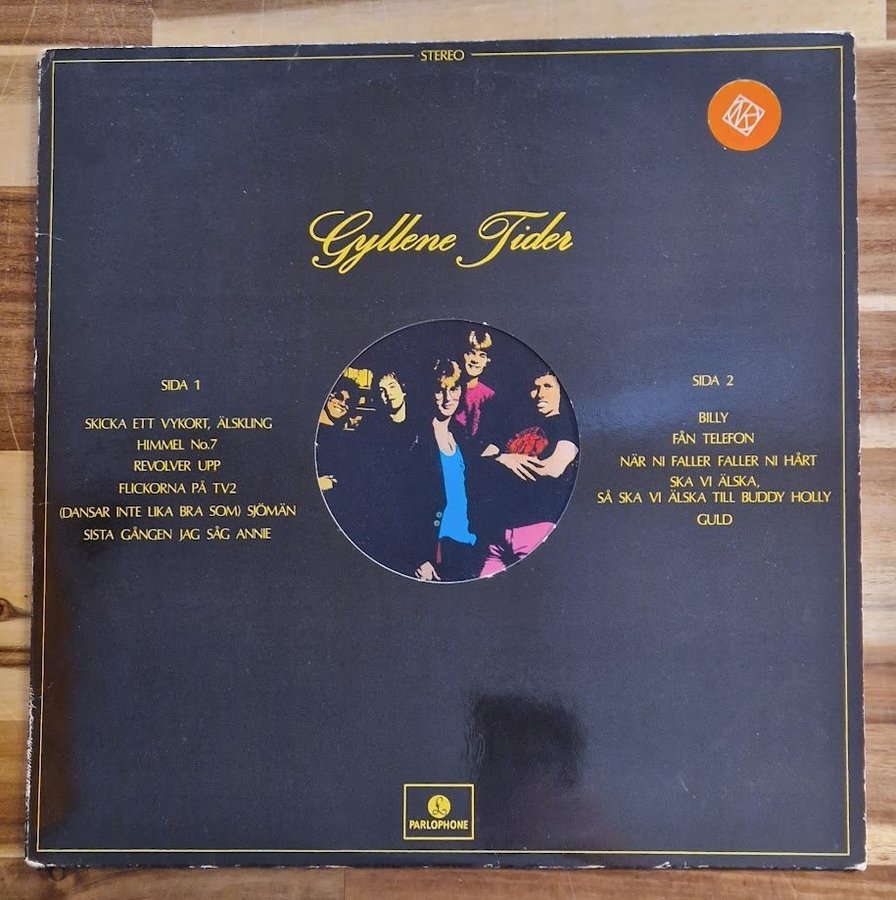 STEREO
NK
Gyllene Tider
SIDA 1
SKICKA ETT VYKORT, ÄLSKLING
HIMMEL No.7
REVOLVER UPP
FLICKORNA PÅ TV2
(DANSAR INTE LIKA BRA SOM) SJÖMÄN
SISTA GÅNGEN JAG SÅG ANNIE
SIDA 2
BILLY
FÅN TELEFON
NÄR NI FALLER FALLER NI HÅRT
SKA VI ÄLSKA,
SÅ SKA VI ÄLSKA TILL BUDDY HOLLY
GULD
£
PARLOPHONE